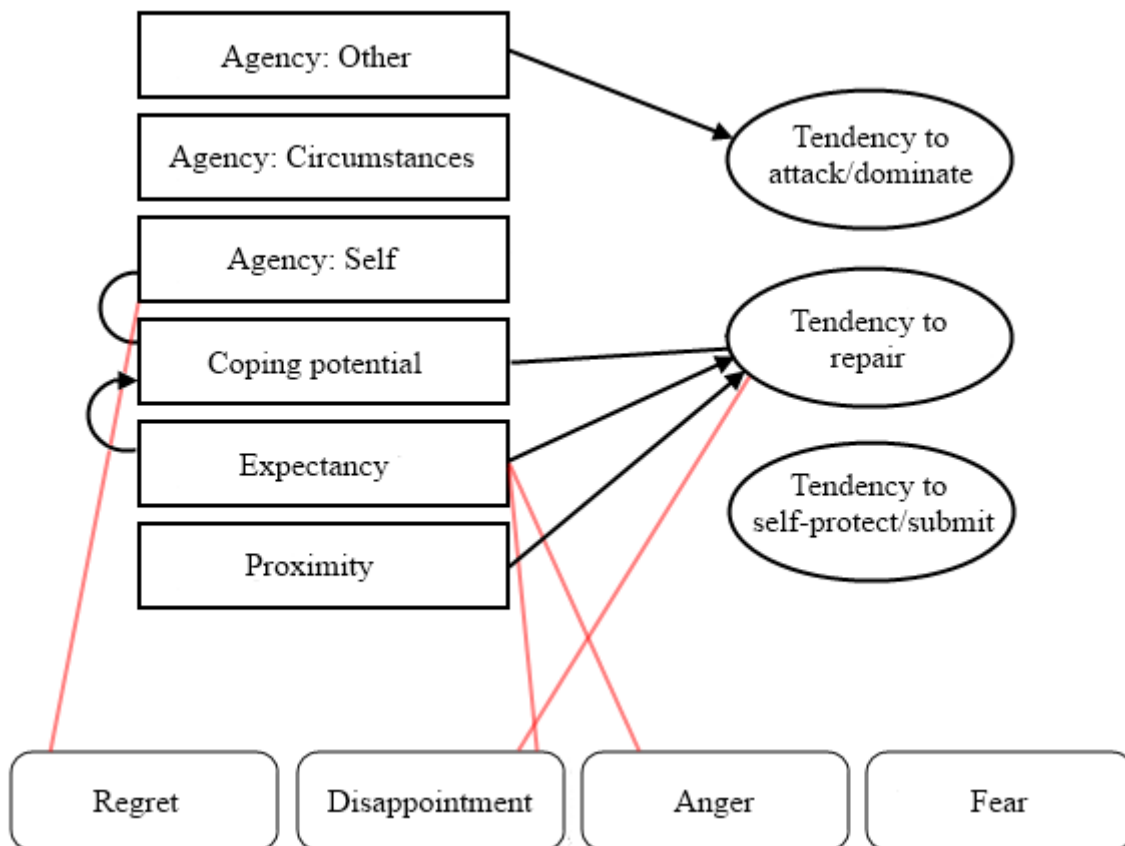 Agency: Other
Agency: Circumstances
Agency: Self
Coping potential
Expectancy
Proximity
Tendency to
attack/dominate
Tendency to
repair
Tendency to
self-protect/submit
Regret
Disappointment
Anger
Fear